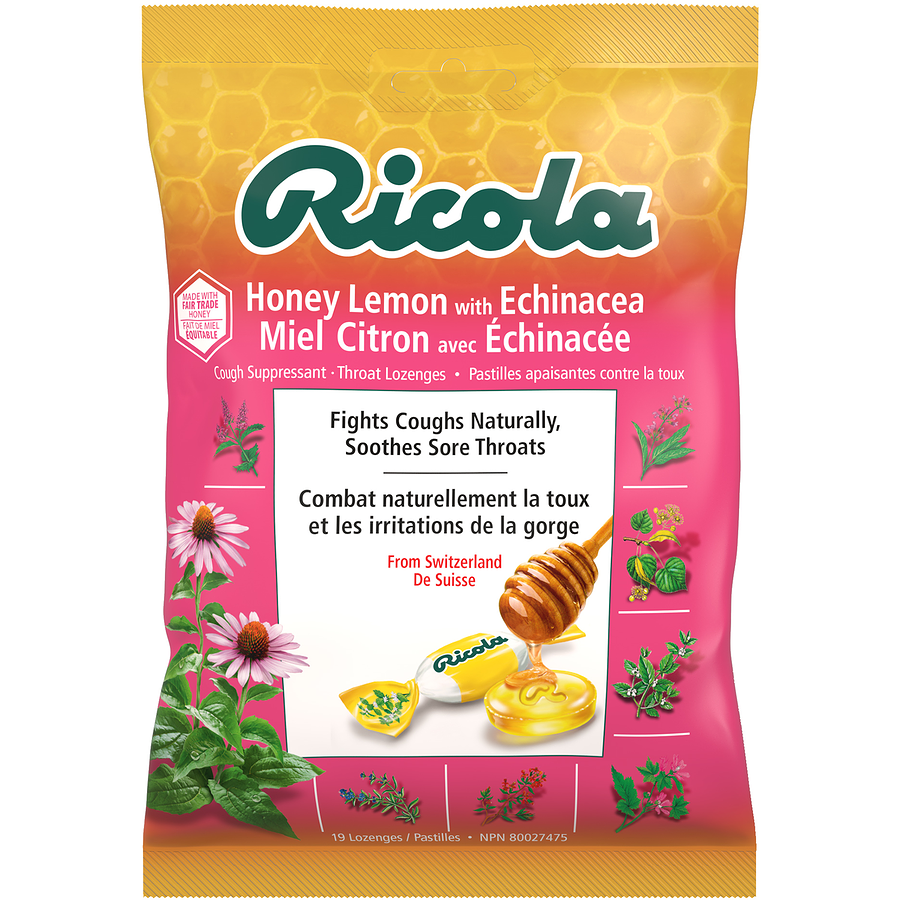 Ricola
MADE WITH
FAIR TRADE
HONEY
FAIT DE MIEL
ÉQUITABLE
Honey Lemon with Echinacea
Miel Citron avec Échinacée
Cough Suppressant · Throat Lozenges • Pastilles apaisantes contre la toux
Fights Coughs Naturally,
Soothes Sore Throats
Combat naturellement la toux
et les irritations de la gorge
From Switzerland
De Suisse
Ricola
19 Lozenges / Pastilles • NPN 80027475